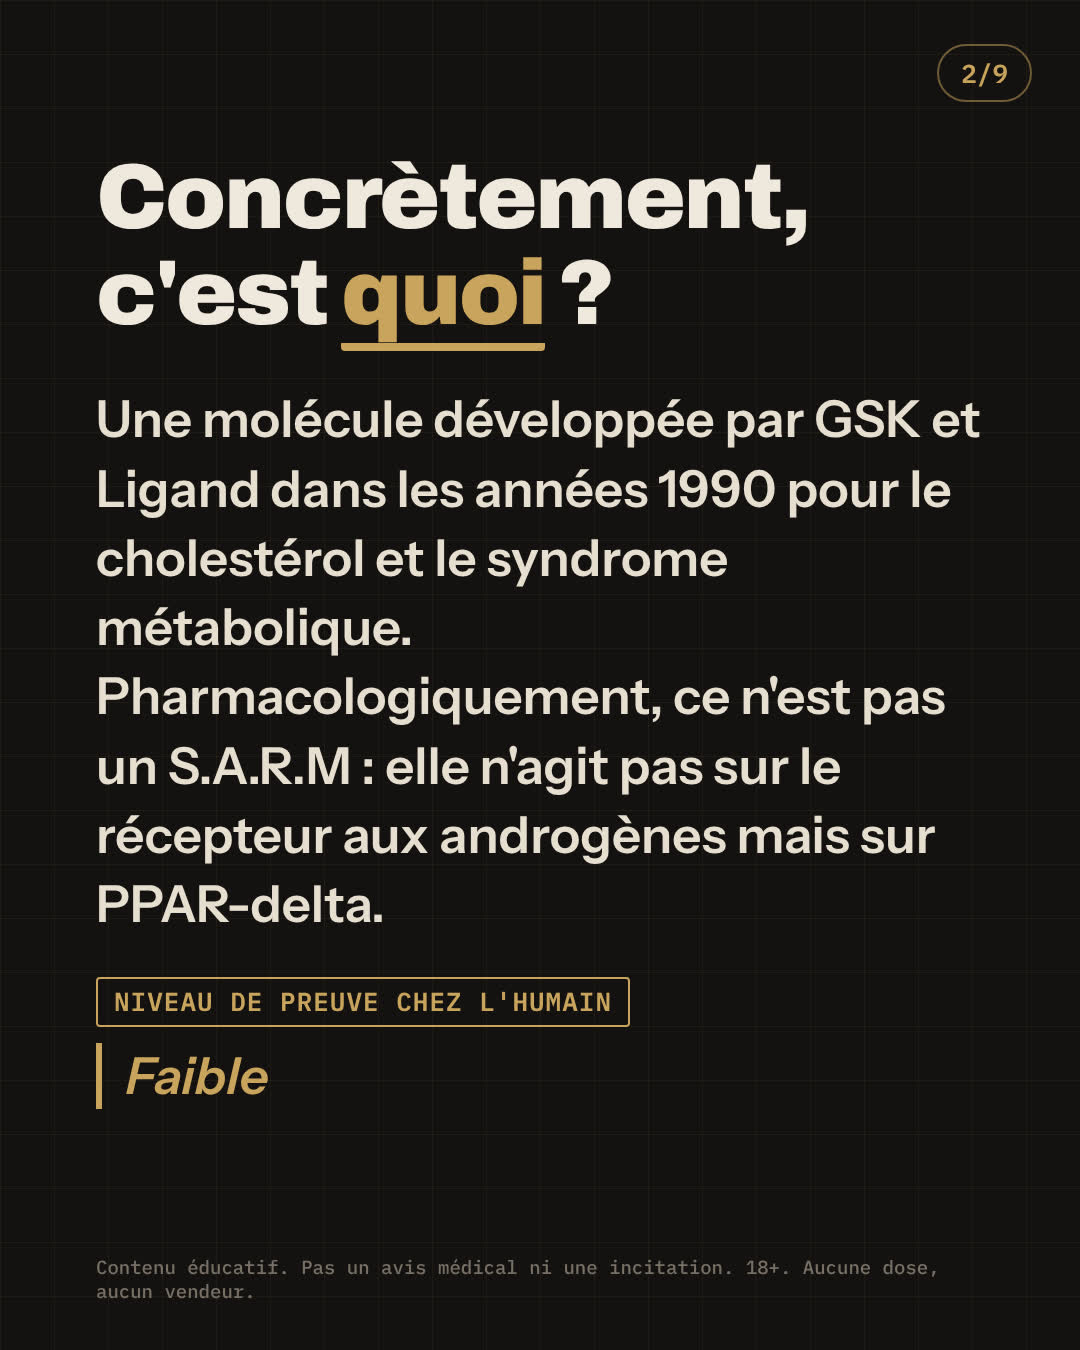 2/9
Concrètement,
c'est quoi ?
Une molécule développée par GSK et
Ligand dans les années 1990 pour le
cholestérol et le syndrome
métabolique.
Pharmacologiquement, ce n'est pas
un S.A.R.M : elle n'agit pas sur le
récepteur aux androgènes mais sur
PPAR-delta.
NIVEAU DE PREUVE CHEZ L'HUMAIN
Faible
Contenu éducatif. Pas un avis médical ni une incitation. 18+. Aucune dose,
aucun vendeur.